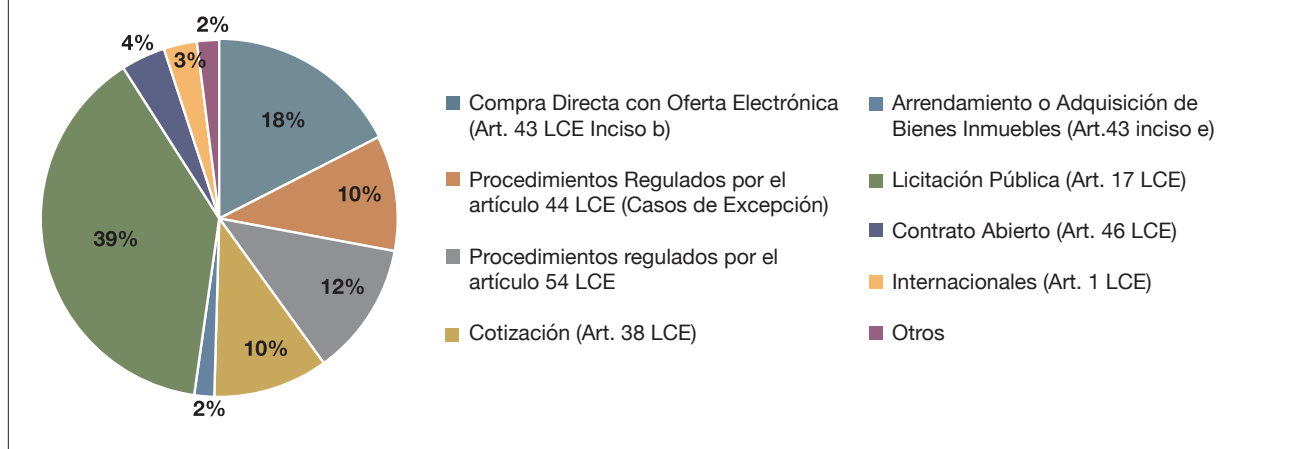 2%
4%
3%
18%
10%
39%
12%
10%
2%
Compra Directa con Oferta Electrónica
(Art. 43 LCE Inciso b)
Procedimientos Regulados por el
artículo 44 LCE (Casos de Excepción)
Procedimientos regulados por el
artículo 54 LCE
Cotización (Art. 38 LCE)
Arrendamiento o Adquisición de
Bienes Inmuebles (Art.43 inciso e)
Licitación Pública (Art. 17 LCE)
Contrato Abierto (Art. 46 LCE)
Internacionales (Art. 1 LCE)
Otros